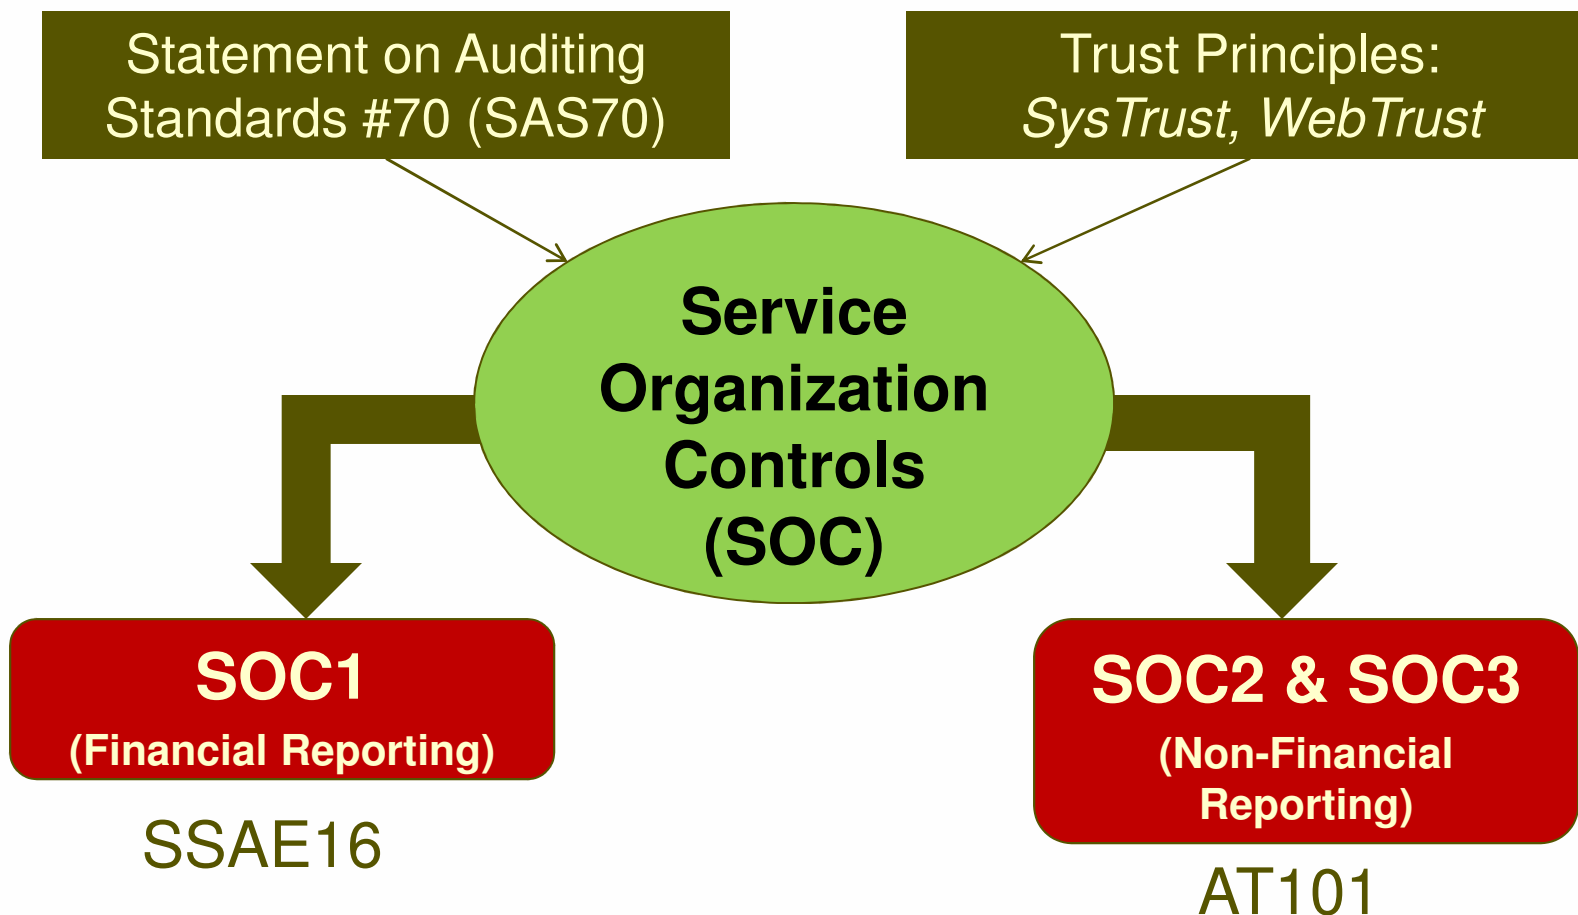 Statement on Auditing
Standards #70 (SAS70)
Trust Principles:
SysTrust, WebTrust
Service
Organization
Controls
(SOC)
SOC1
(Financial Reporting)
SSAE16
SOC2 & SOC3
(Non-Financial
Reporting)
AT101